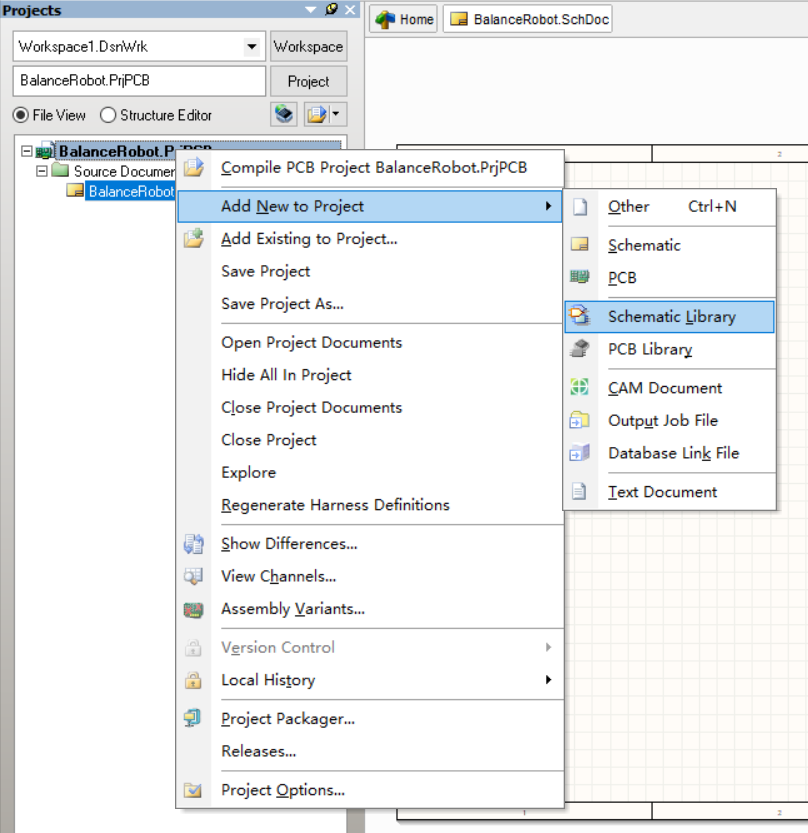 Projects
Workspace1.DsnWrk
Workspace
BalanceRobot.PrjPCB
Project
File View
Structure Editor
BalanceRobot.PrjPCB
Source Documen
BalanceRobot
Home
BalanceRobot.SchDoc
2
Compile PCB Project BalanceRobot.PrjPCB
Add New to Project
Add Existing to Project...
Save Project
Save Project As...
Open Project Documents
Hide All In Project
Close Project Documents
Close Project
Explore
Regenerate Harness Definitions
Show Differences...
View Channels...
Assembly Variants...
Version Control
Local History
Project Packager...
Releases...
Project Options...
Other Ctrl+N
Schematic
PCB
Schematic Library
PCB Library
CAM Document
Output Job File
Database Link File
Text Document
1
2